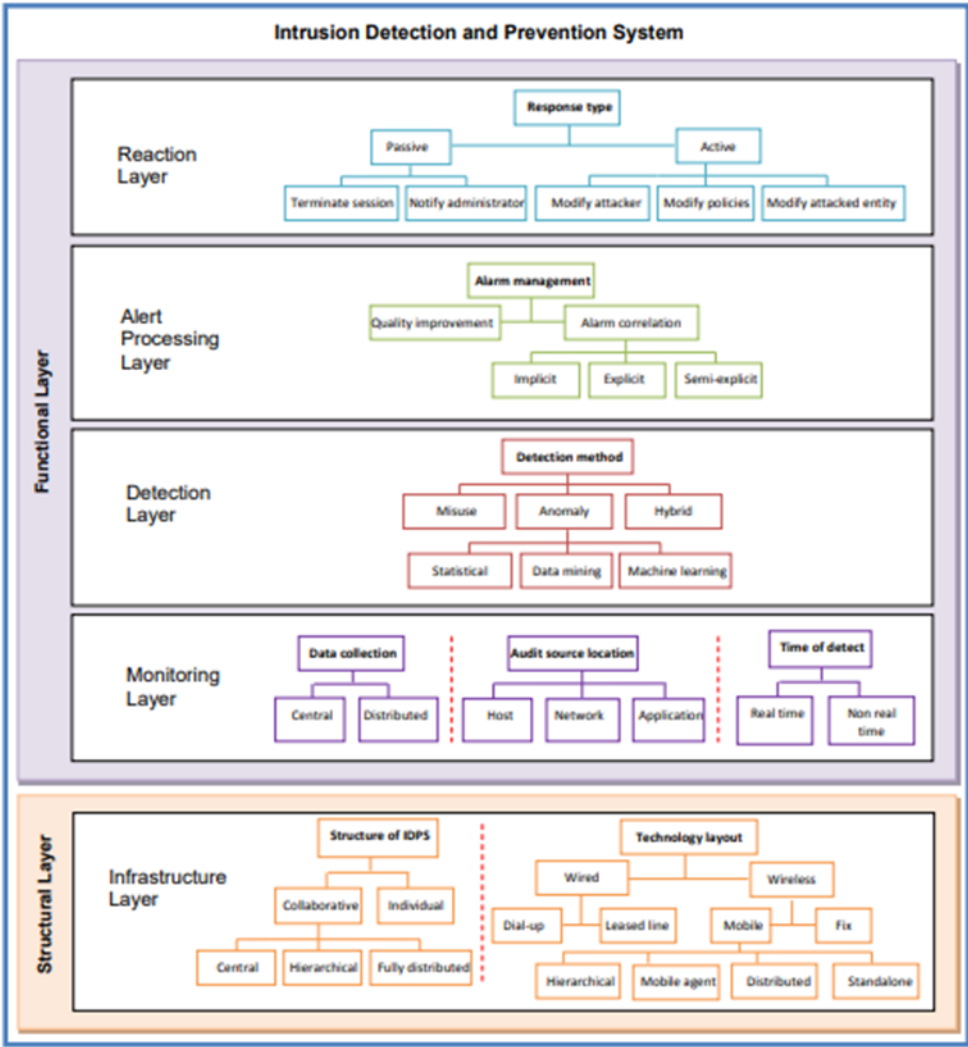 Intrusion Detection and Prevention System
Functional Layer
Reaction
Layer
Response type
Passive
Active
Terminate session
Notify administrator
Modify attacker
Modify policies
Modify attacked entity
Alert
Processing
Layer
Alarm management
Quality improvement
Alarm correlation
Implicit
Explicit
Semi-explicit
Detection
Layer
Detection method
Misuse
Anomaly
Hybrid
Statistical
Data mining
Machine learning
Monitoring
Layer
Data collection
Central
Distributed
Audit source location
Host
Network
Application
Time of detect
Real time
Non real
time
Structural Layer
Infrastructure
Layer
Structure of IDPS
Collaborative
Individual
Central
Hierarchical
Fully distributed
Technology layout
Wired
Wireless
Dial-up
Leased line
Mobile
Fix
Hierarchical
Mobile agent
Distributed
Standalone